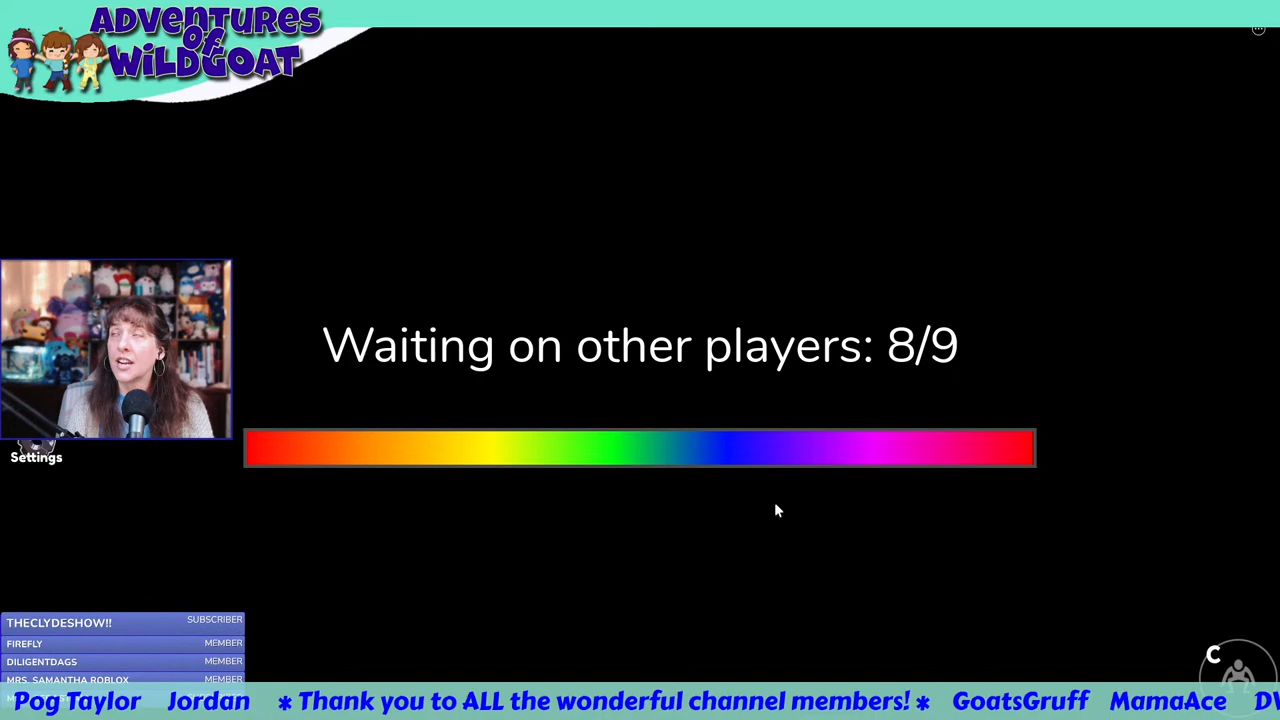 ADVENTURES
OF
WILDGOAT
Waiting on other players: 8/9
Settings
THECLYDESHOW!! SUBSCRIBER
FIREFLY MEMBER
DILIGENTDAGS MEMBER
MRS. SAMANTHA ROBLOX MEMBER
C
Pog Taylor Jordan * Thank you to ALL the wonderful channel members! * GoatsGruff MamaAce DV